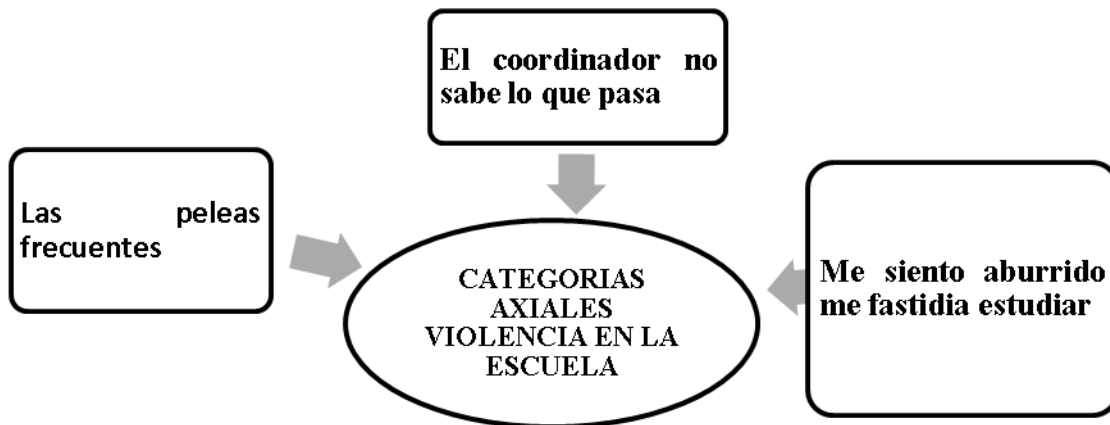 El coordinador no
sabe lo que pasa
Las peleas
frecuentes
CATEGORIAS
AXIALES
VIOLENCIA EN LA
ESCUELA
Me siento aburrido
me fastidia estudiar